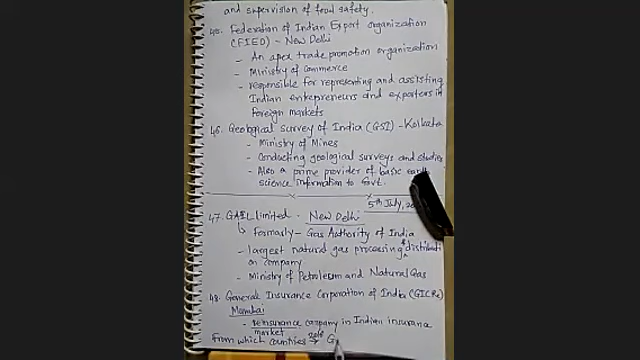 and supervision of food safety.
45. Federation of Indian Export organization
(FIEO) - New Delhi
- An apex trade promotion organization
- Ministry of Commerce
- responsible for representing and assisting
Indian entrepreneurs and exporters in
foreign markets
46. Geological Survey of India (GSI) - Kolkata
- Ministry of Mines
- Conducting geological surveys and studies
- Also a prime provider of basic earth
science information to Govt.
5th July, 20
47. GAIL limited - New Delhi
Formarly - Gas Authority of India
- largest natural gas processing & distributi
on company
- Ministry of Petroleum and Natural Gas
48. General Insurance Corporation of India (GICRe)
Mumbai
- reinsurance company in Indian insurance
market
From which countries G